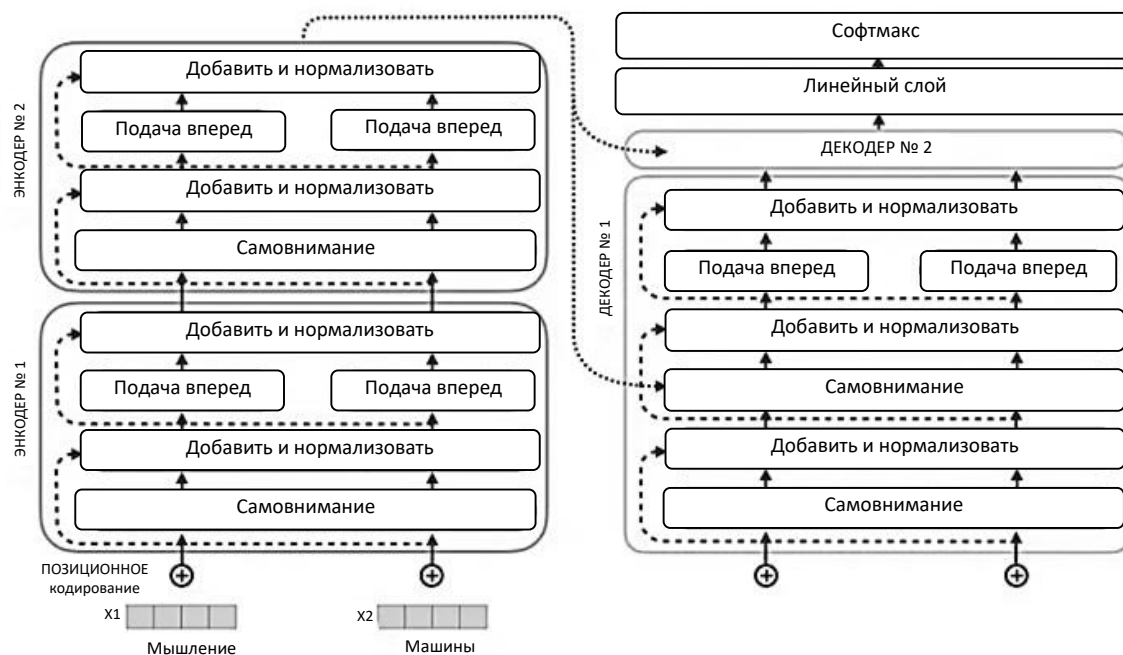 ЭНКОДЕР № 2
Добавить и нормализовать
Подача вперед
Подача вперед
Добавить и нормализовать
Самовнимание
ЭНКОДЕР № 1
Добавить и нормализовать
Подача вперед
Подача вперед
Добавить и нормализовать
Самовнимание
ПОЗИЦИОННОЕ
кодирование
X1
X2
Мышление
Машины
Софтмакс
Линейный слой
ДЕКОДЕР № 2
ДЕКОДЕР № 1
Добавить и нормализовать
Подача вперед
Подача вперед
Добавить и нормализовать
Самовнимание
Добавить и нормализовать
Самовнимание